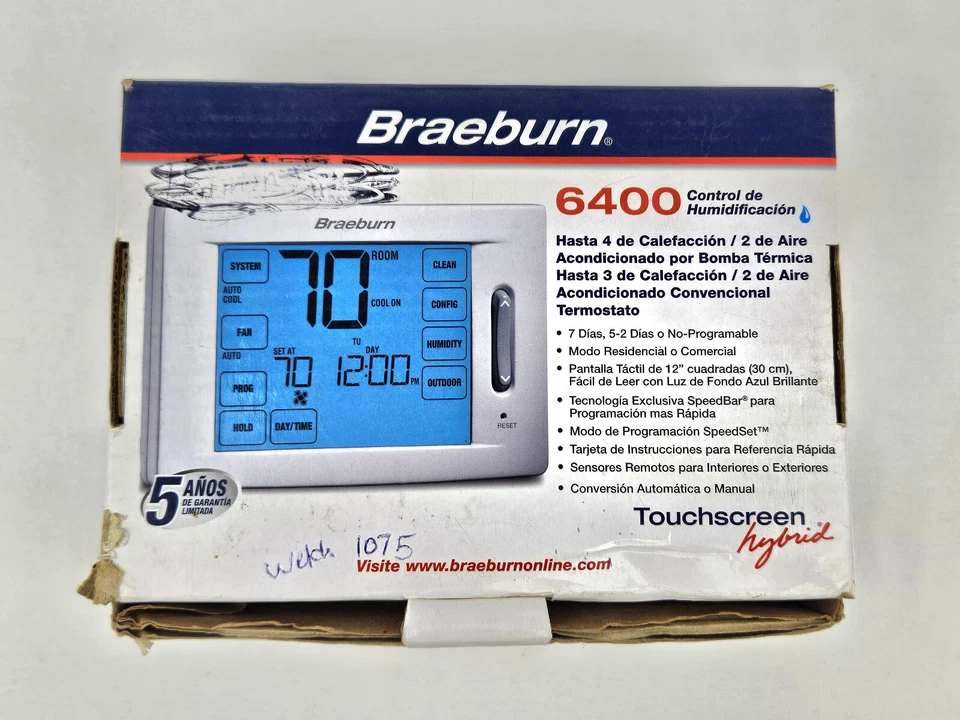 Braeburn®
6400 Control de
Humidificación
Hasta 4 de Calefacción / 2 de Aire
Acondicionado por Bomba Térmica
Hasta 3 de Calefacción / 2 de Aire
Acondicionado Convencional
Termostato
• 7 Días, 5-2 Días o No-Programable
• Modo Residencial o Comercial
• Pantalla Táctil de 12” cuadradas (30 cm),
Fácil de Leer con Luz de Fondo Azul Brillante
• Tecnología Exclusiva SpeedBar® para
Programación mas Rápida
• Modo de Programación SpeedSet™
• Tarjeta de Instrucciones para Referencia Rápida
• Sensores Remotos para Interiores o Exteriores
• Conversión Automática o Manual
Touchscreen
hybrid
Braeburn
SYSTEM
70
ROOM
CLEAN
AUTO
COOL
COOL ON
CONFIG
FAN
AUTO
TU
HUMIDITY
SET AT
DAY
70
12:00 PM
OUTDOOR
PROG
HOLD
DAY/TIME
RESET
5 AÑOS
DE GARANTÍA
LIMITADA
Welch 1075
Visite www.braeburnonline.com